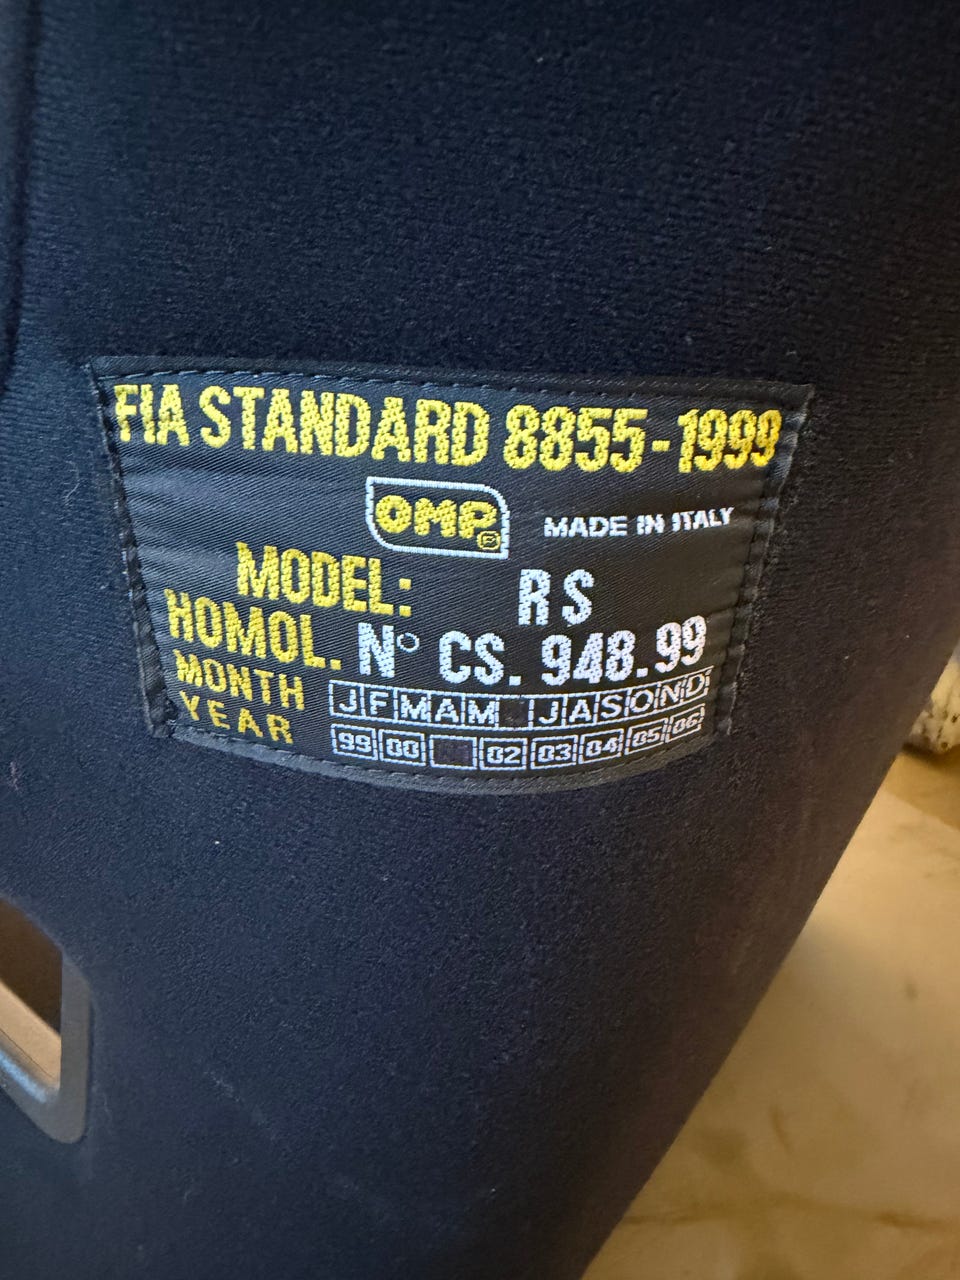 FIA STANDARD 8855-1999
OMP MADE IN ITALY
MODEL: RS
HOMOL. N° CS. 948.99
MONTH J F M A M J A S O N D
YEAR 99 00 02 03 04 05 06